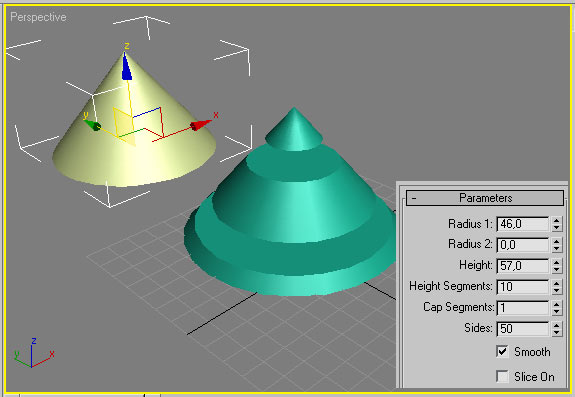 Perspective
z
y
x
- Parameters
Radius 1: 46,0
Radius 2: 0,0
Height: 57,0
Height Segments: 10
Cap Segments: 1
Sides: 50
Smooth
Slice On
z
y x